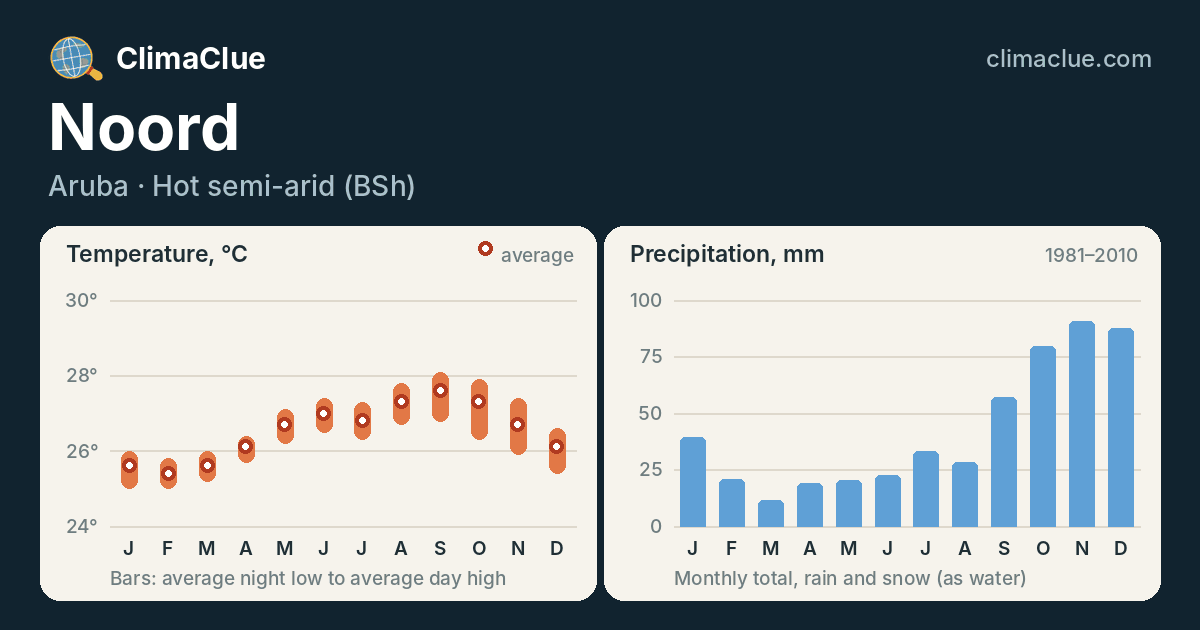 ClimaClue
climaclue.com
Noord
Aruba · Hot semi-arid (BSh)
Temperature, °C
average
30°
28°
26°
24°
J F M A M J J A S O N D
Bars: average night low to average day high
Precipitation, mm
1981–2010
100
75
50
25
0
J F M A M J J A S O N D
Monthly total, rain and snow (as water)